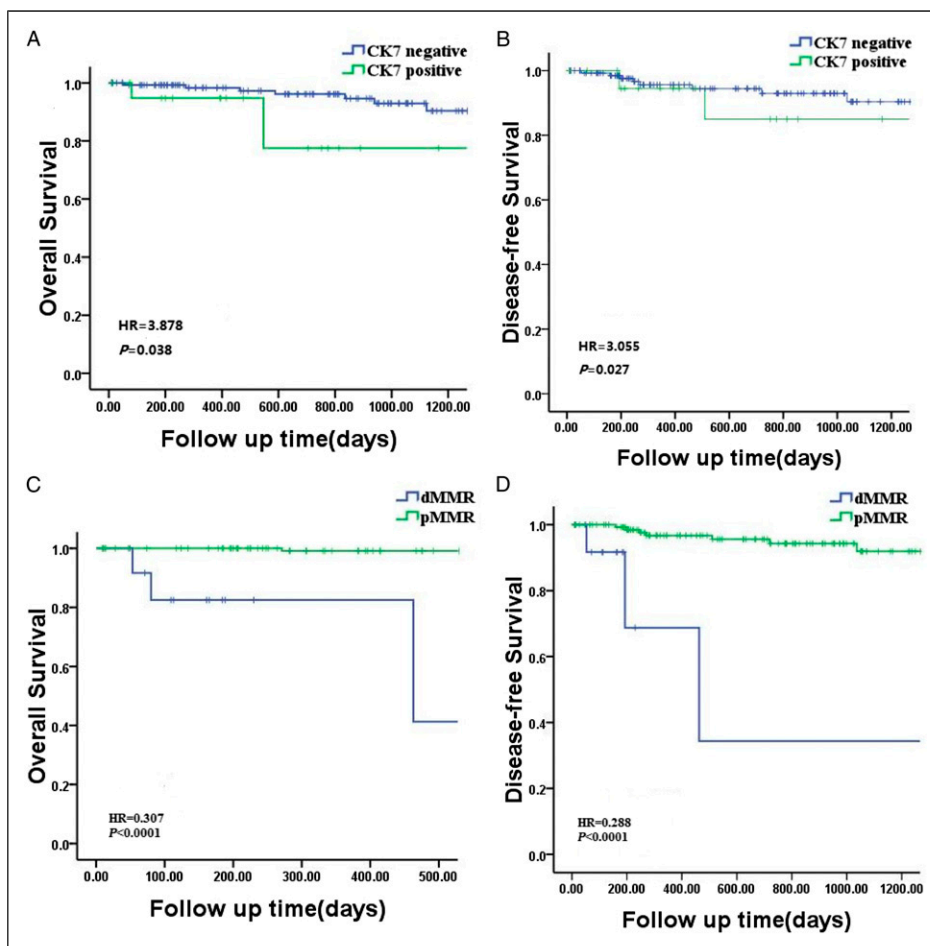 A
CK7 negative
CK7 positive
Overall Survival
1.0
0.8
0.6
0.4
0.2
0.0
HR=3.878
P=0.038
0.00 200.00 400.00 600.00 800.00 1000.00 1200.00
Follow up time(days)
B
CK7 negative
CK7 positive
Disease-free Survival
1.0
0.8
0.6
0.4
0.2
0.0
HR=3.055
P=0.027
0.00 200.00 400.00 600.00 800.00 1000.00 1200.00
Follow up time(days)
C
dMMR
pMMR
Overall Survival
1.0
0.8
0.6
0.4
0.2
0.0
HR=0.307
P<0.0001
0.00 100.00 200.00 300.00 400.00 500.00
Follow up time(days)
D
dMMR
pMMR
Disease-free Survival
1.0
0.8
0.6
0.4
0.2
0.0
HR=0.288
P<0.0001
0.00 200.00 400.00 600.00 800.00 1000.00 1200.00
Follow up time(days)